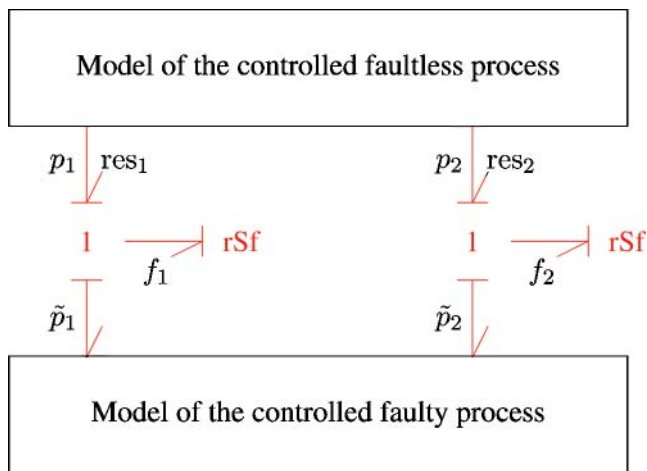 Model of the controlled faultless process
p₁ res₁ p₂ res₂
1 rSf 1 rSf
f₁ f₂
p̃₁ p̃₂
Model of the controlled faulty process